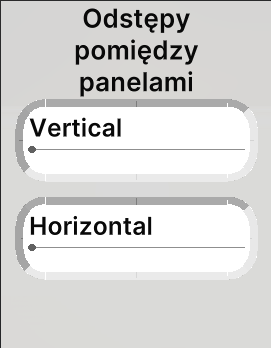 Odstępy
pomiędzy
panelami
Vertical
Horizontal